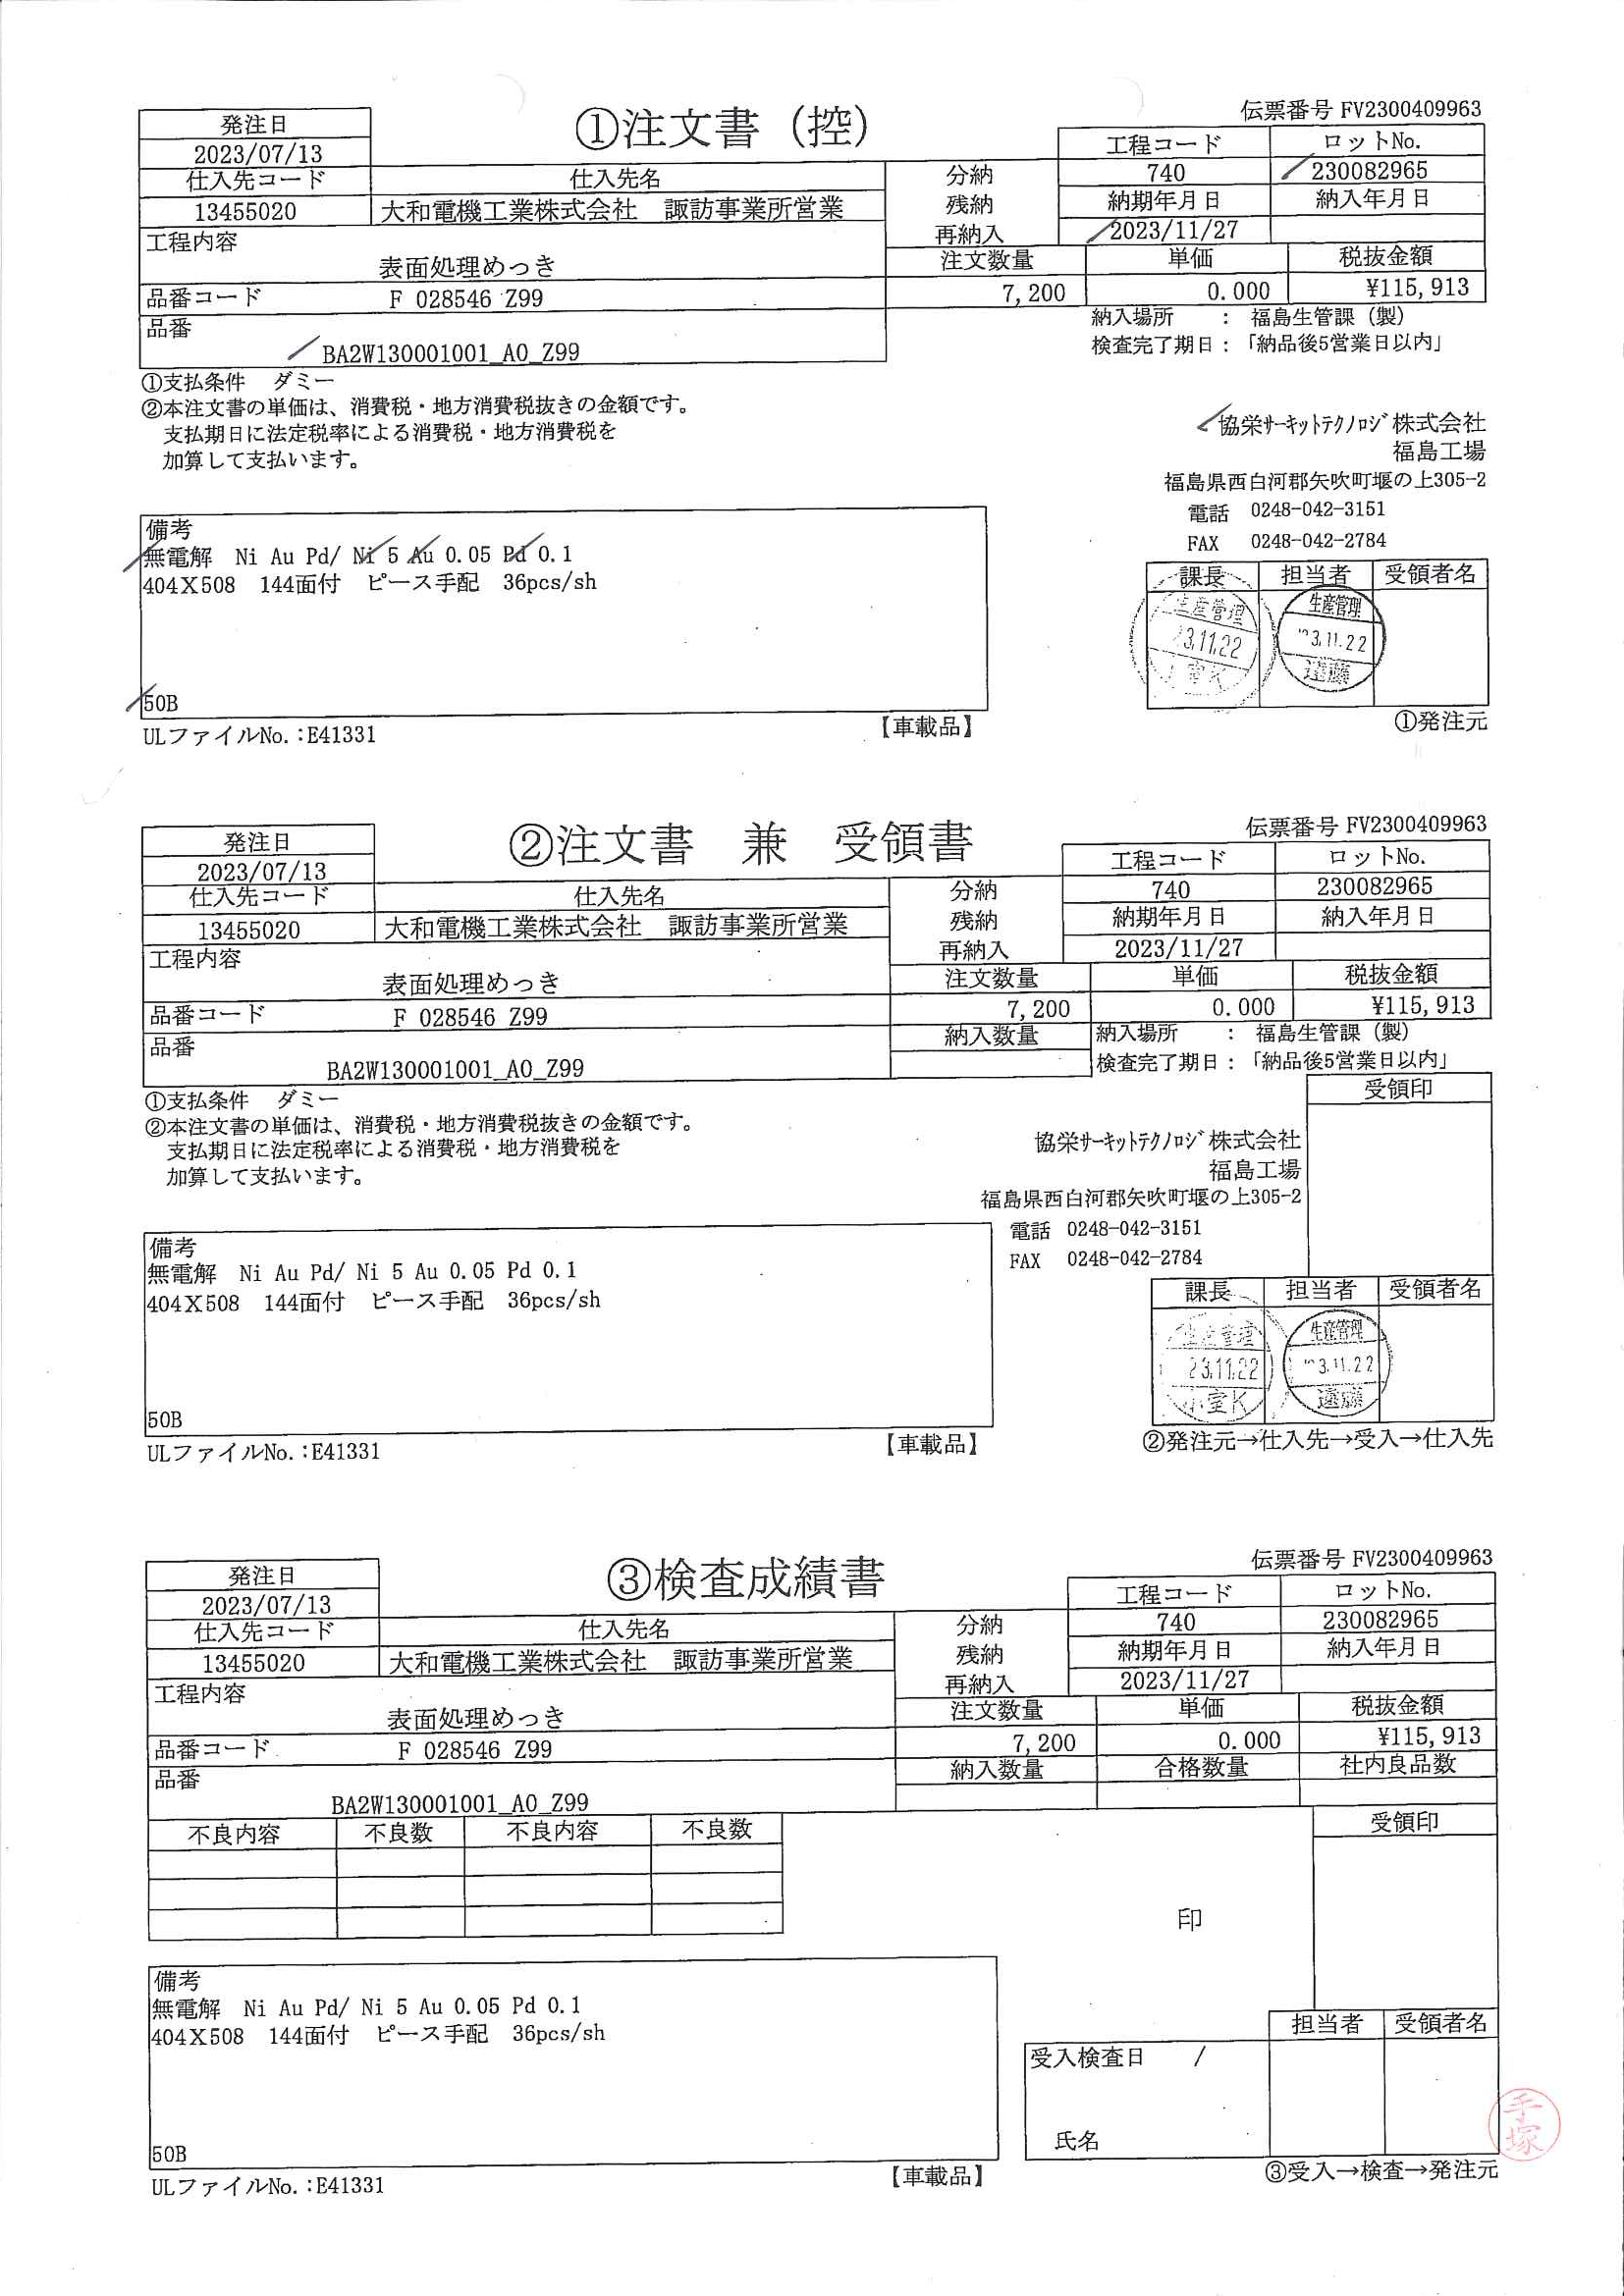 ①注文書（控）
伝票番号 FV2300409963
発注日
2023/07/13
工程コード ロットNo.
740 230082965
仕入先コード 仕入先名 分納
13455020 大和電機工業株式会社 諏訪事業所営業 残納
納期年月日 納入年月日
再納入 2023/11/27
工程内容
表面処理めっき
注文数量 単価 税抜金額
品番コード F 028546 Z99 7,200 0.000 ¥115,913
品番
BA2W130001001_A0_Z99
納入場所 ： 福島生管課（製）
検査完了期日：「納品後5営業日以内」
①支払条件 ダミー
②本注文書の単価は、消費税・地方消費税抜きの金額です。
支払期日に法定税率による消費税・地方消費税を
加算して支払います。
協栄ｻｰｷｯﾄﾃｸﾉﾛｼﾞ株式会社
福島工場
福島県西白河郡矢吹町堰の上305-2
電話 0248-042-3151
FAX 0248-042-2784
備考
無電解 Ni Au Pd/ Ni 5 Au 0.05 Pd 0.1
404X508 144面付 ピース手配 36pcs/sh
50B
課長 担当者 受領者名
生産管理 生産管理
3.11.22 3.11.22
遠藤
ULファイルNo.:E41331 【車載品】
①発注元
②注文書 兼 受領書
伝票番号 FV2300409963
発注日
2023/07/13
工程コード ロットNo.
740 230082965
仕入先コード 仕入先名 分納
13455020 大和電機工業株式会社 諏訪事業所営業 残納
納期年月日 納入年月日
再納入 2023/11/27
工程内容
表面処理めっき
注文数量 単価 税抜金額
品番コード F 028546 Z99 7,200 0.000 ¥115,913
品番
BA2W130001001_A0_Z99
納入数量
納入場所 ： 福島生管課（製）
検査完了期日：「納品後5営業日以内」
受領印
①支払条件 ダミー
②本注文書の単価は、消費税・地方消費税抜きの金額です。
支払期日に法定税率による消費税・地方消費税を
加算して支払います。
協栄ｻｰｷｯﾄﾃｸﾉﾛｼﾞ株式会社
福島工場
福島県西白河郡矢吹町堰の上305-2
電話 0248-042-3151
FAX 0248-042-2784
備考
無電解 Ni Au Pd/ Ni 5 Au 0.05 Pd 0.1
404X508 144面付 ピース手配 36pcs/sh
50B
課長 担当者 受領者名
生産管理 生産管理
23.11.22 3.11.22
小室K 遠藤
ULファイルNo.:E41331 【車載品】
②発注元→仕入先→受入→仕入先
③検査成績書
伝票番号 FV2300409963
発注日
2023/07/13
工程コード ロットNo.
740 230082965
仕入先コード 仕入先名 分納
13455020 大和電機工業株式会社 諏訪事業所営業 残納
納期年月日 納入年月日
再納入 2023/11/27
工程内容
表面処理めっき
注文数量 単価 税抜金額
品番コード F 028546 Z99 7,200 0.000 ¥115,913
品番
BA2W130001001_A0_Z99
納入数量 合格数量 社内良品数
不良内容 不良数 不良内容 不良数
受領印
印
備考
無電解 Ni Au Pd/ Ni 5 Au 0.05 Pd 0.1
404X508 144面付 ピース手配 36pcs/sh
50B
担当者 受領者名
受入検査日 /
氏名
手塚
ULファイルNo.:E41331 【車載品】
③受入→検査→発注元